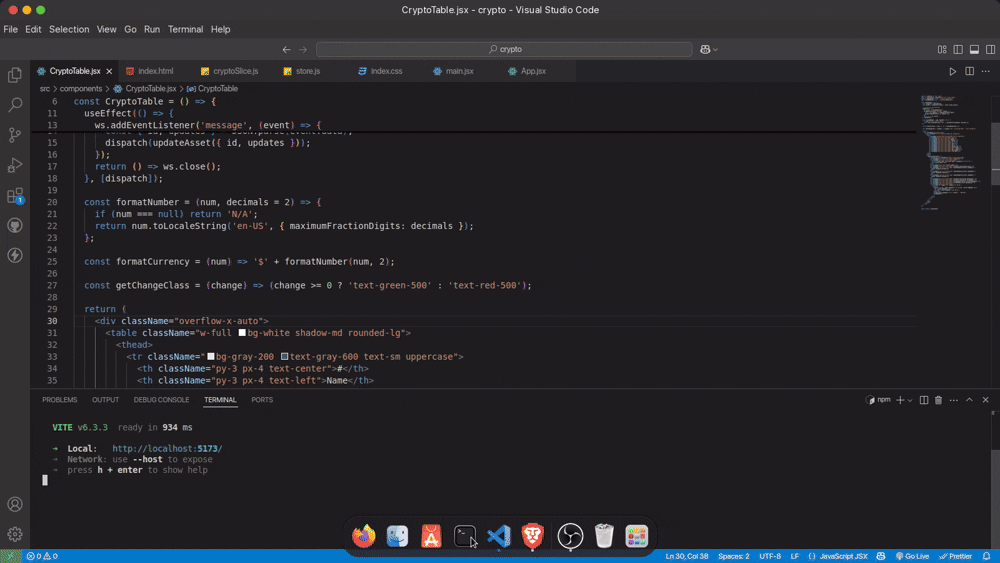 CryptoTable.jsx - crypto - Visual Studio Code
File Edit Selection View Go Run Terminal Help
crypto
CryptoTable.jsx index.html cryptoSlice.js store.js index.css main.jsx App.jsx
src > components > CryptoTable.jsx > CryptoTable
6 const CryptoTable = () => {
11 useEffect(() => {
13 ws.addEventListener('message', (event) => {
15 dispatch(updateAsset({ id, updates }));
16 });
17 return () => ws.close();
18 }, [dispatch]);
19
20 const formatNumber = (num, decimals = 2) => {
21 if (num === null) return 'N/A';
22 return num.toLocaleString('en-US', { maximumFractionDigits: decimals });
23 };
24
25 const formatCurrency = (num) => '$' + formatNumber(num, 2);
26
27 const getChangeClass = (change) => (change >= 0 ? 'text-green-500' : 'text-red-500');
28
29 return (
30 <div className="overflow-x-auto">
31 <table className="w-full bg-white shadow-md rounded-lg">
32 <thead>
33 <tr className="bg-gray-200 text-gray-600 text-sm uppercase">
34 <th className="py-3 px-4 text-center">#</th>
35 <th className="py-3 px-4 text-left">Name</th>
PROBLEMS OUTPUT DEBUG CONSOLE TERMINAL PORTS npm
VITE v6.3.3 ready in 934 ms
➜ Local: http://localhost:5173/
➜ Network: use --host to expose
➜ press h + enter to show help
1
0 0 Ln 30, Col 38 Spaces: 2 UTF-8 LF {} JavaScript JSX Go Live Prettier